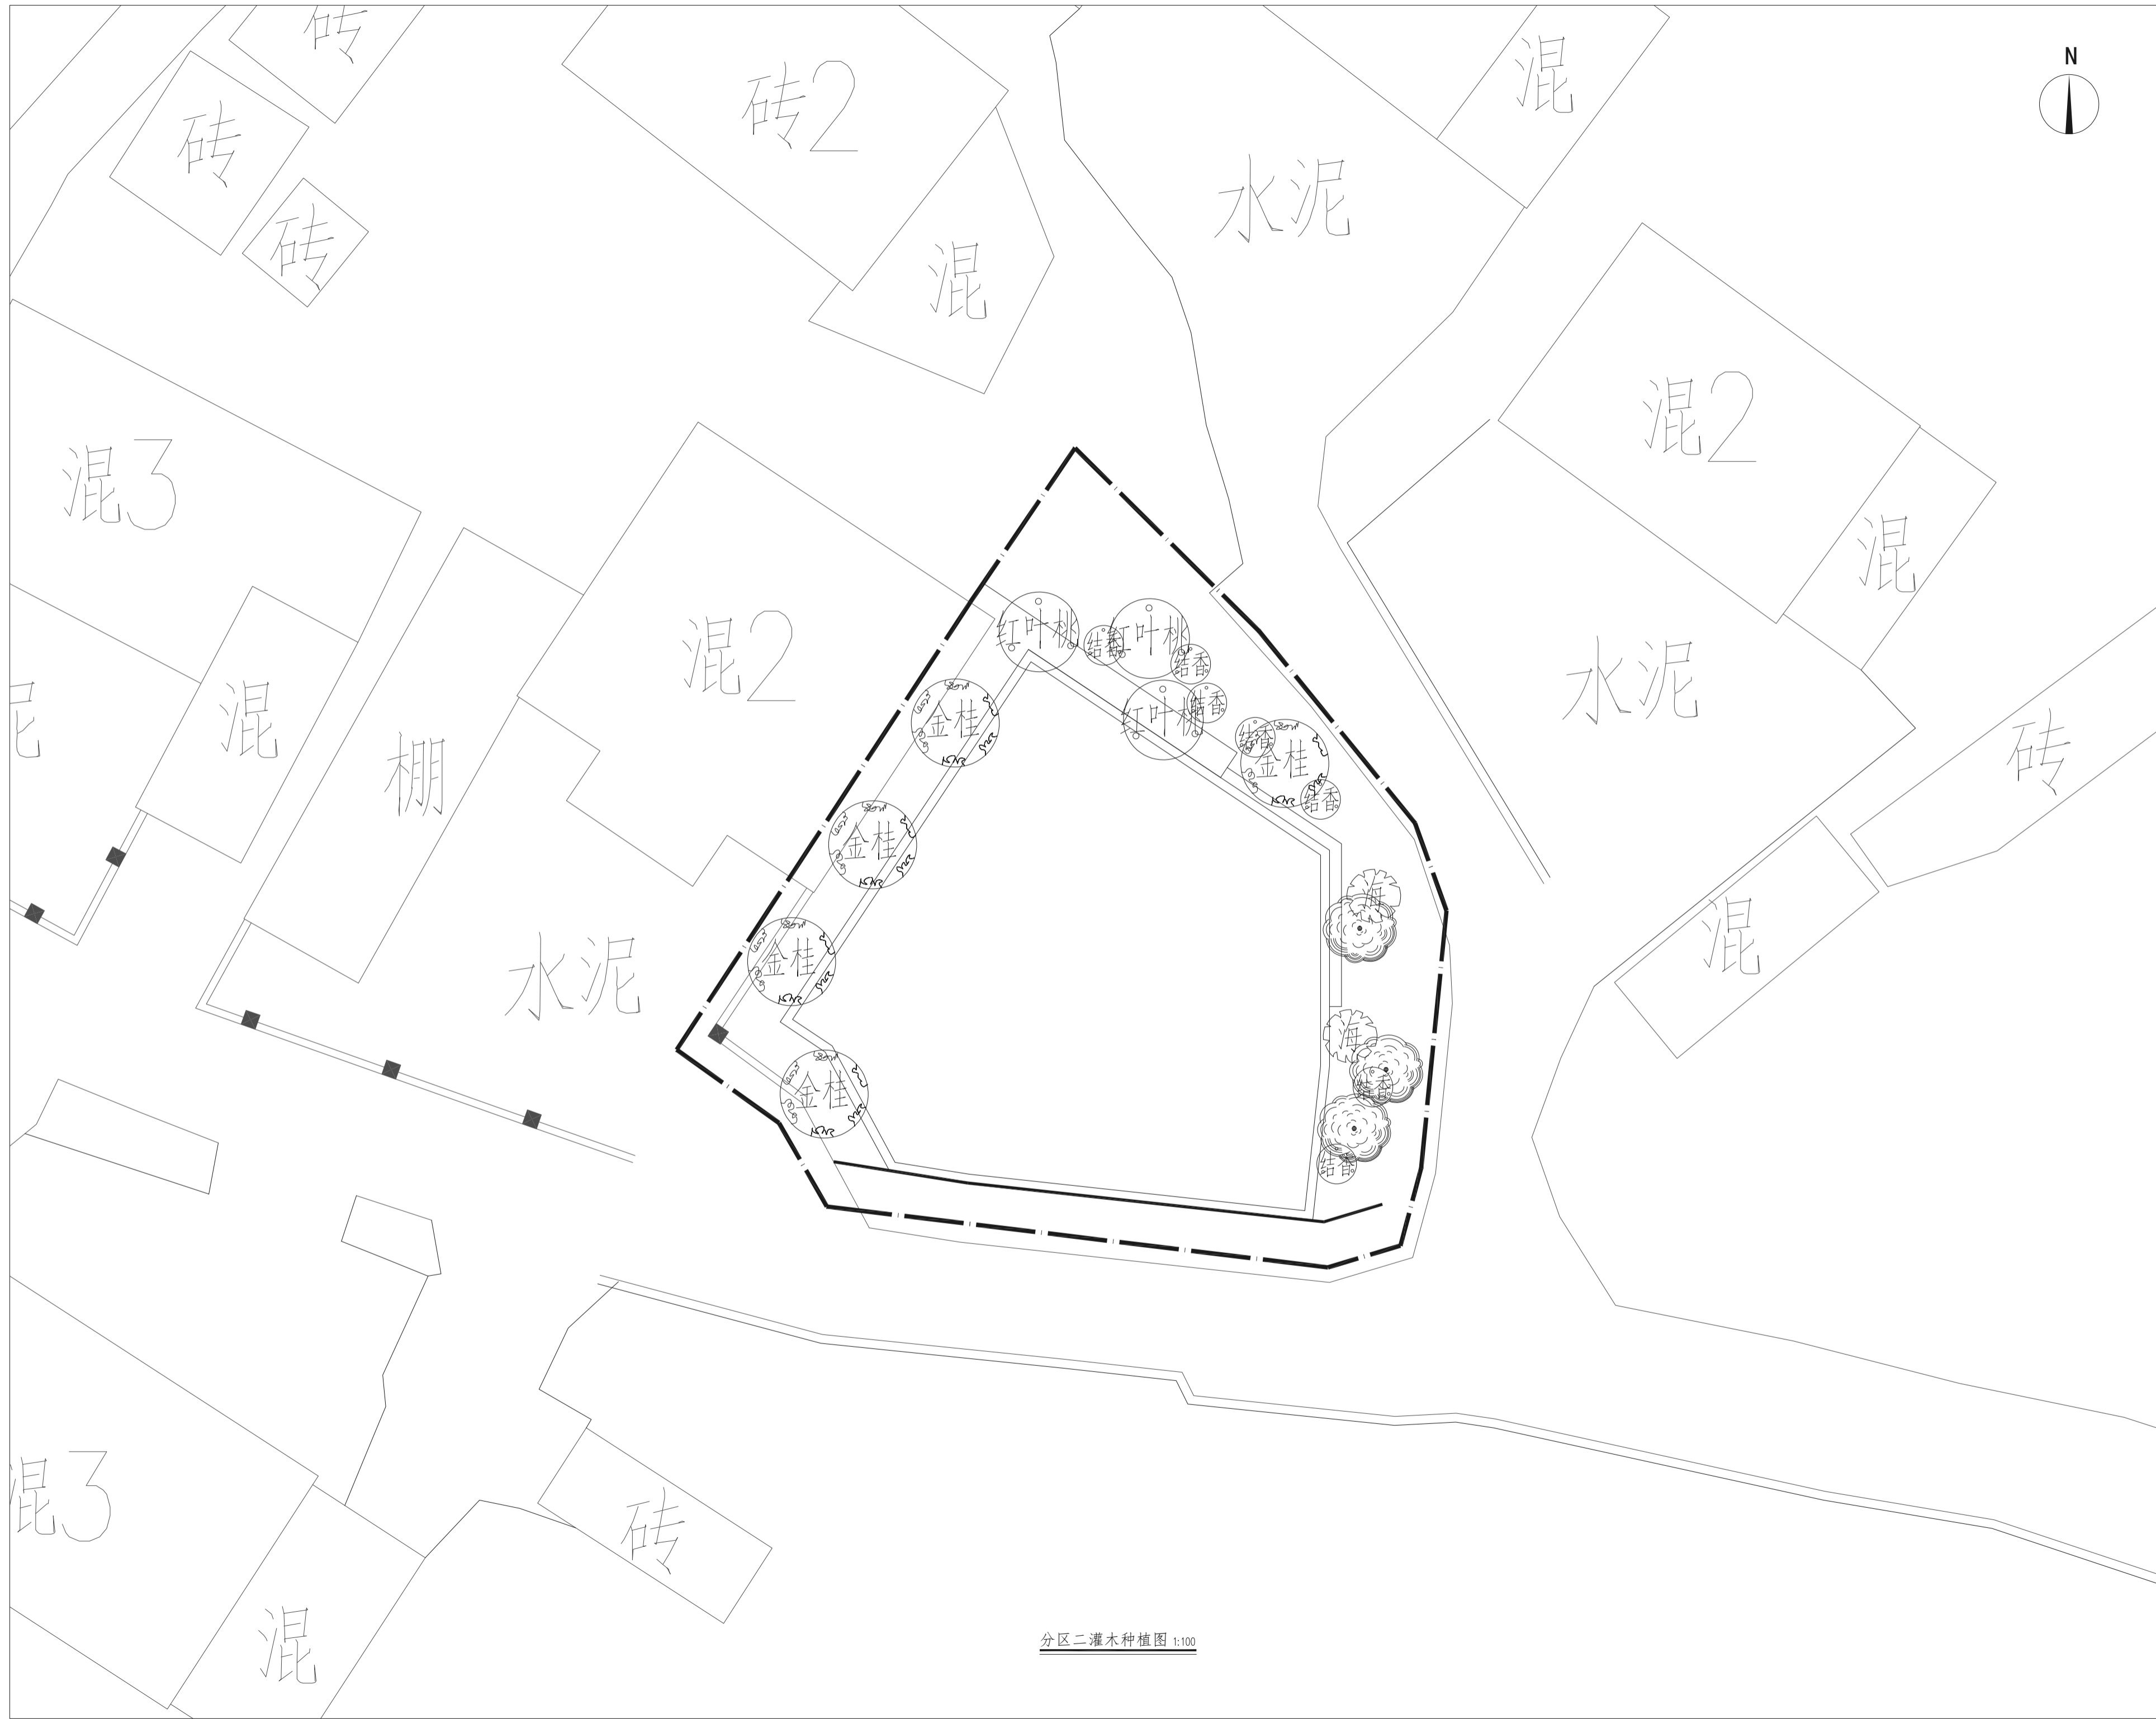 砖
N
砖2
混
砖
水泥
砖
混
混2
混3
混
红叶桃
红叶桃
结香
混2
结香
水泥
混
金桂
红叶桃
结香
砖
结香
金桂
棚
结香
金桂
海
混
金桂
水泥
海
结香
金桂
结香
混3
砖
分区二灌木种植图 1:100
混